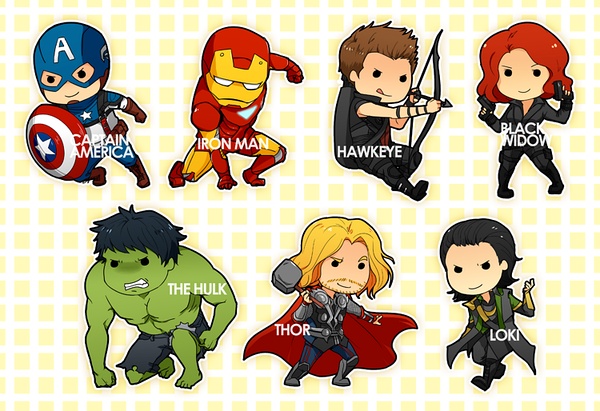 A
CAPTAIN
AMERICA
IRON MAN
HAWKEYE
BLACK
WIDOW
THE HULK
THOR
LOKI